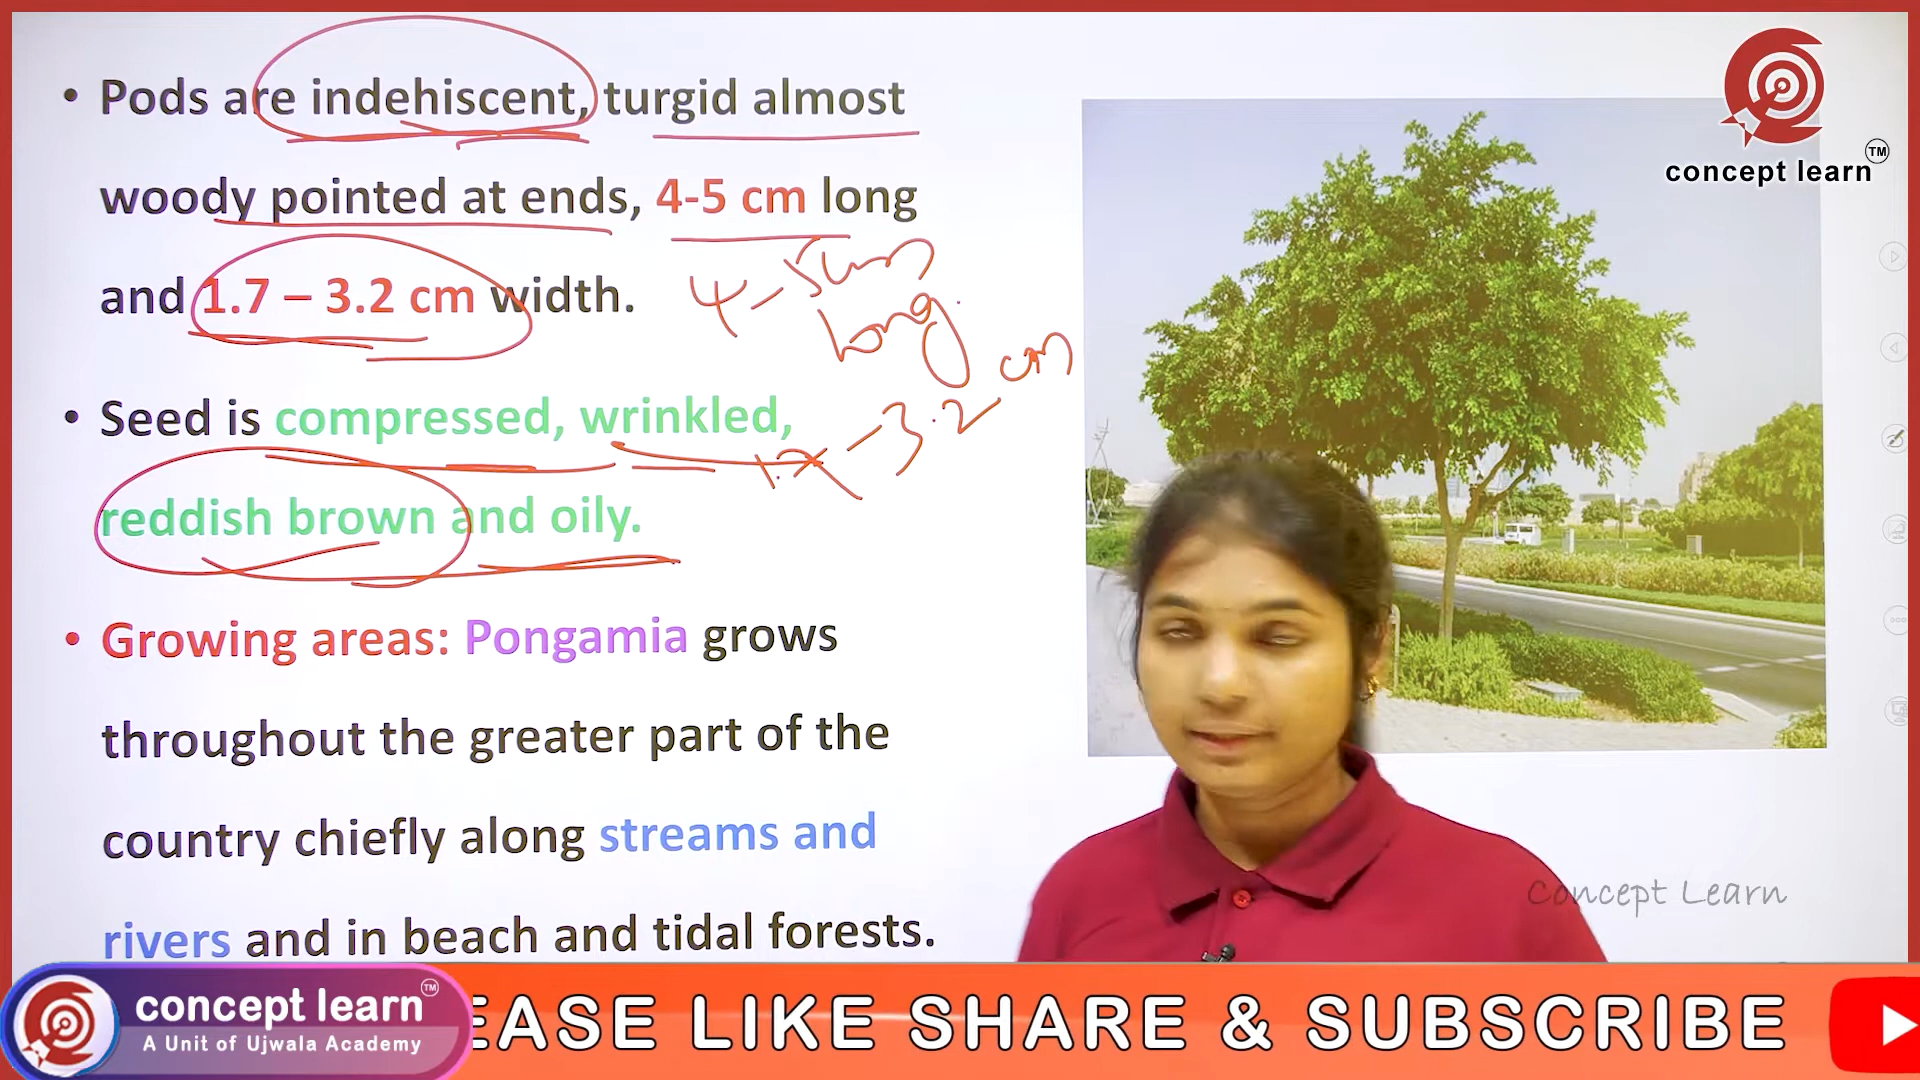 • Pods are indehiscent, turgid almost
woody pointed at ends, 4-5 cm long
and 1.7 – 3.2 cm width.
4-5cm
long.
• Seed is compressed, wrinkled,
1.7 - 3.2 cm
reddish brown and oily.
• Growing areas: Pongamia grows
throughout the greater part of the
country chiefly along streams and
rivers and in beach and tidal forests.
concept learn™
Concept Learn
concept learn™
A Unit of Ujwala Academy
EASE LIKE SHARE & SUBSCRIBE